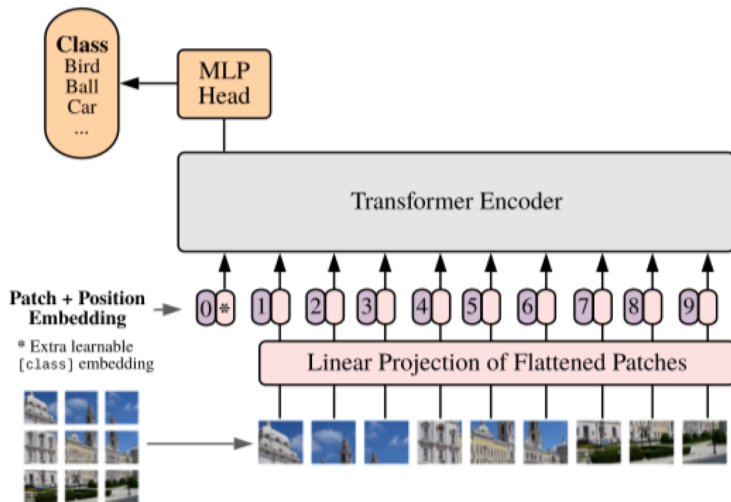 Class
Bird
Ball
Car
...
MLP
Head
Transformer Encoder
Patch + Position
Embedding
0 * 1 2 3 4 5 6 7 8 9
* Extra learnable
[class] embedding
Linear Projection of Flattened Patches